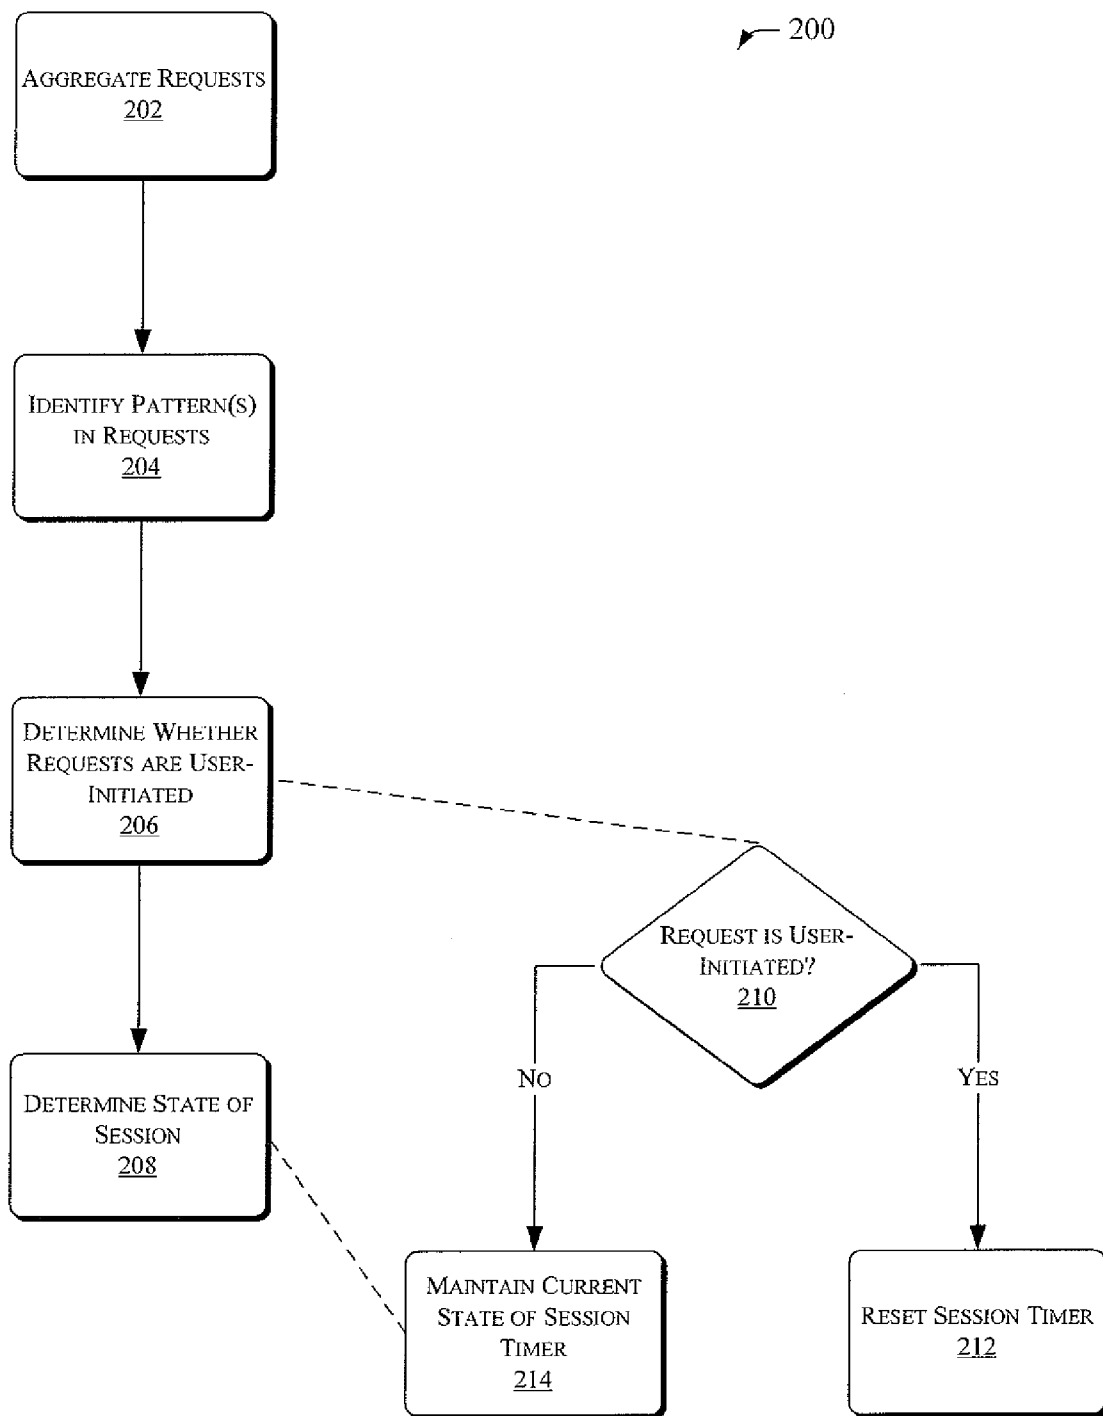 200
AGGREGATE REQUESTS
202
IDENTIFY PATTERN(S)
IN REQUESTS
204
DETERMINE WHETHER
REQUESTS ARE USER-
INITIATED
206
REQUEST IS USER-
INITIATED?
210
NO
YES
DETERMINE STATE OF
SESSION
208
MAINTAIN CURRENT
STATE OF SESSION
TIMER
214
RESET SESSION TIMER
212